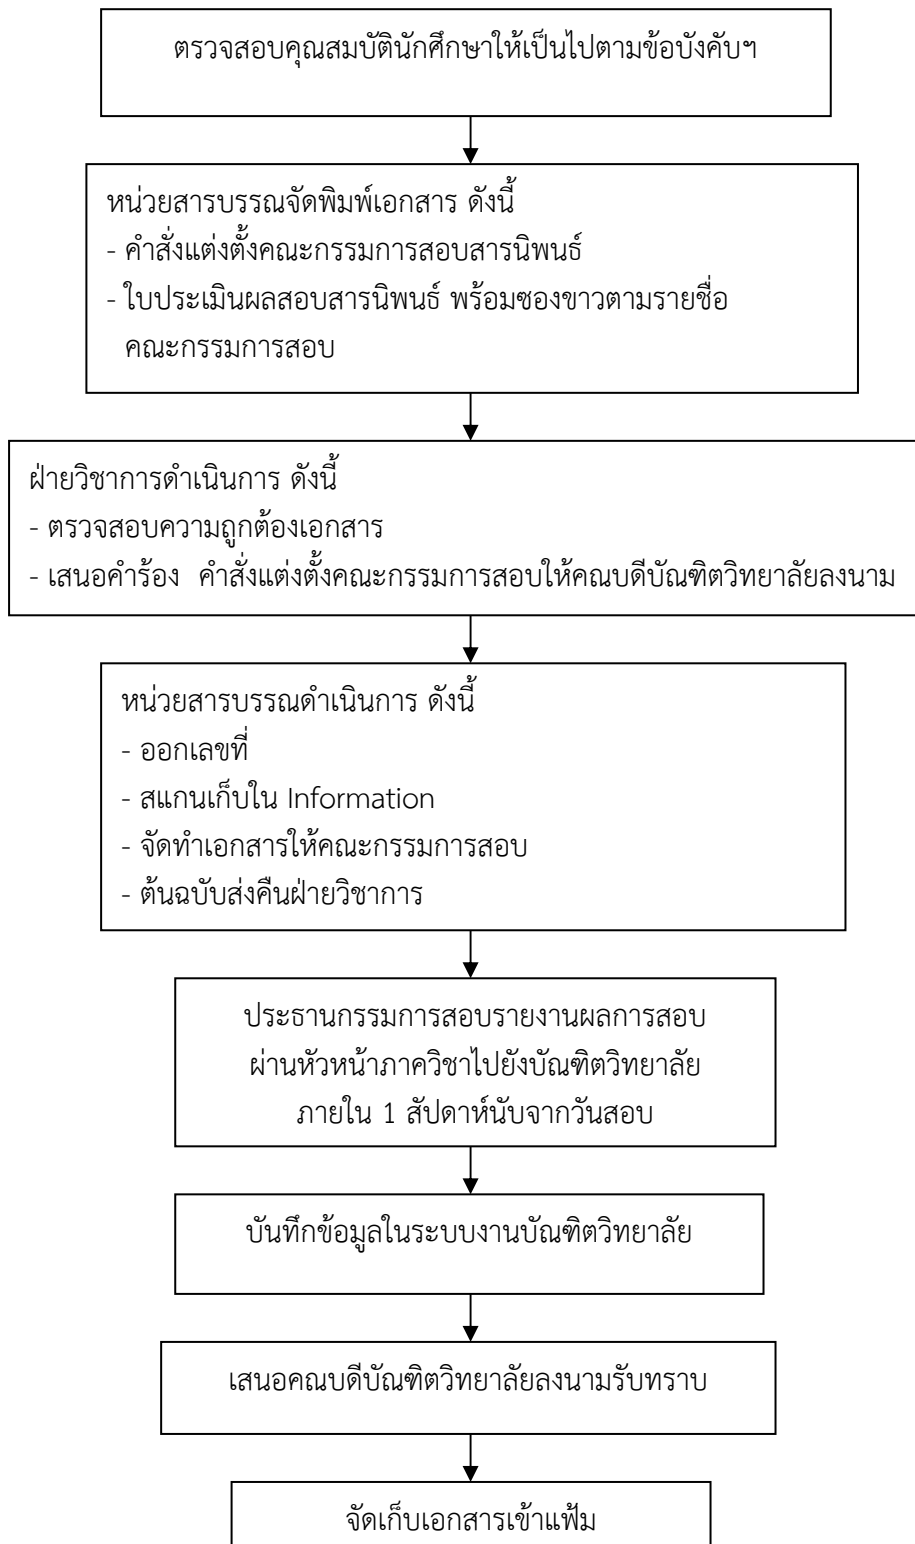 ตรวจสอบคุณสมบัตินักศึกษาให้เป็นไปตามข้อบังคับฯ
หน่วยสารบรรณจัดพิมพ์เอกสาร ดังนี้
- คำสั่งแต่งตั้งคณะกรรมการสอบสารนิพนธ์
- ใบประเมินผลสอบสารนิพนธ์ พร้อมซองขาวตามรายชื่อ
คณะกรรมการสอบ
ฝ่ายวิชาการดำเนินการ ดังนี้
- ตรวจสอบความถูกต้องเอกสาร
- เสนอคำร้อง คำสั่งแต่งตั้งคณะกรรมการสอบให้คณบดีบัณฑิตวิทยาลัยลงนาม
หน่วยสารบรรณดำเนินการ ดังนี้
- ออกเลขที่
- สแกนเก็บใน Information
- จัดทำเอกสารให้คณะกรรมการสอบ
- ต้นฉบับส่งคืนฝ่ายวิชาการ
ประธานกรรมการสอบรายงานผลการสอบ
ผ่านหัวหน้าภาควิชาไปยังบัณฑิตวิทยาลัย
ภายใน 1 สัปดาห์นับจากวันสอบ
บันทึกข้อมูลในระบบงานบัณฑิตวิทยาลัย
เสนอคณบดีบัณฑิตวิทยาลัยลงนามรับทราบ
จัดเก็บเอกสารเข้าแฟ้ม